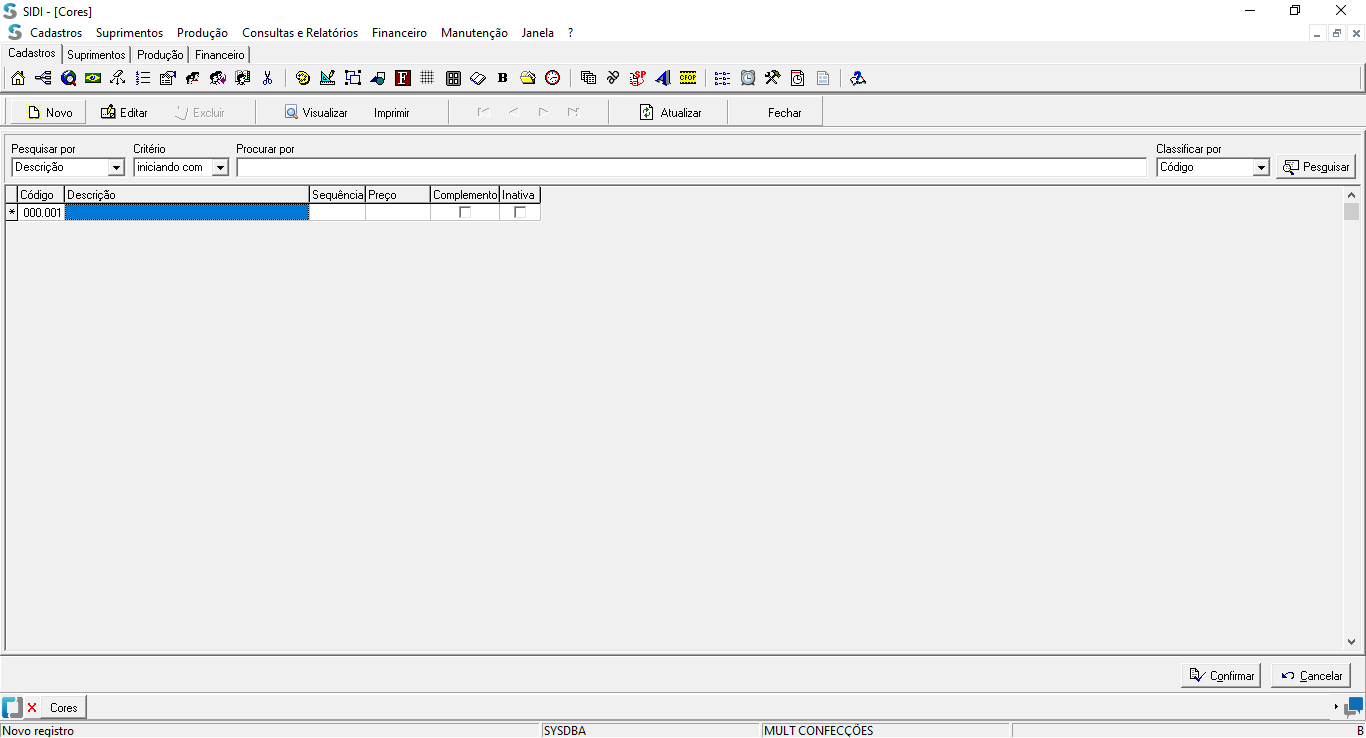 SIDI - [Cores]
Cadastros Suprimentos Produção Consultas e Relatórios Financeiro Manutenção Janela ?
Cadastros Suprimentos Produção Financeiro
F B SP CFOP
Novo Editar Excluir Visualizar Imprimir Atualizar Fechar
Pesquisar por Critério Procurar por Classificar por
Descrição iniciando com Código Pesquisar
Código Descrição Sequência Preço Complemento Inativa
* 000.001
Confirmar Cancelar
Cores
Novo registro SYSDBA MULT CONFECÇÕES B